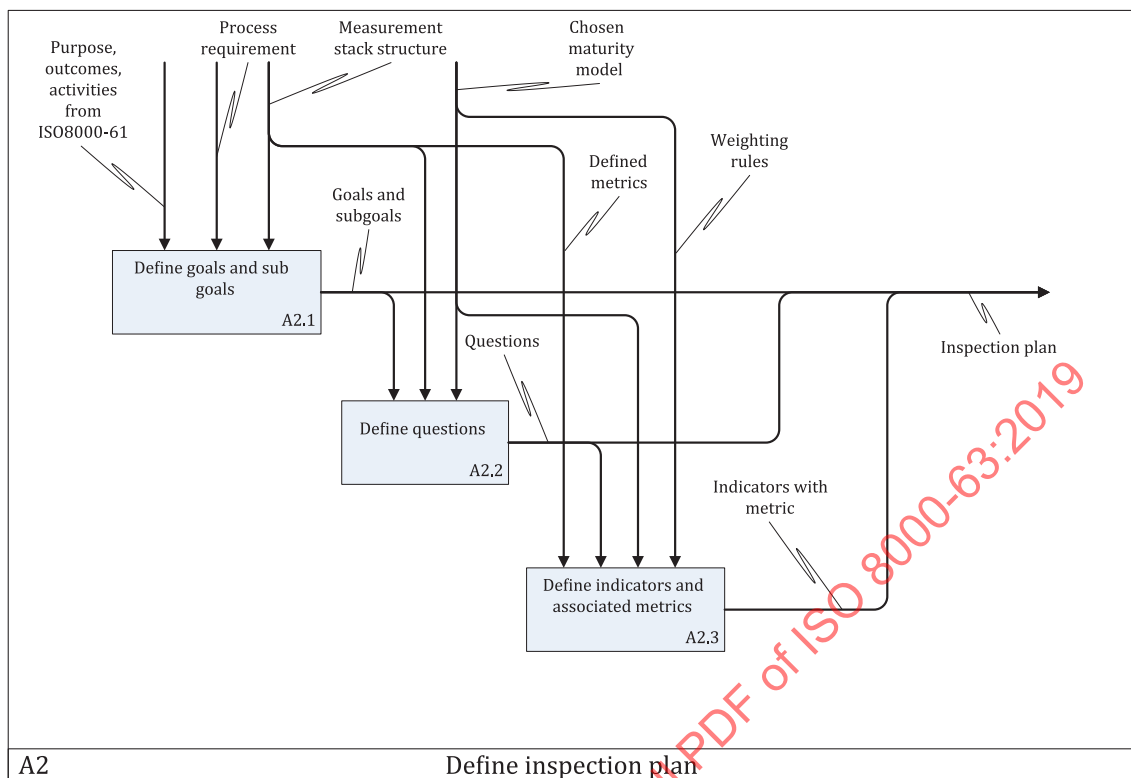 Purpose,
outcomes,
activities
from
ISO8000-61
Process
requirement
Measurement
stack structure
Chosen
maturity
model
Defined
metrics
Weighting
rules
Goals and
subgoals
Define goals and sub
goals
A2.1
Questions
Inspection plan
Define questions
A2.2
Indicators with
metric
Define indicators and
associated metrics
A2.3
PDF of ISO 8000-63:2019
A2
Define inspection plan